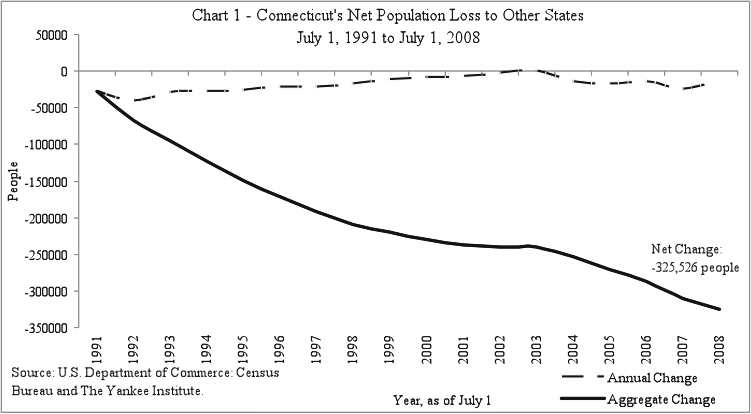 Chart 1 - Connecticut's Net Population Loss to Other States
July 1, 1991 to July 1, 2008
50000
0
-50000
-100000
-150000
-200000
-250000
-300000
-350000
People
Net Change:
-325,526 people
1991
1992
1993
1994
1995
1996
1997
1998
1999
2000
2001
2002
2003
2004
2005
2006
2007
2008
Source: U.S. Department of Commerce: Census
Bureau and The Yankee Institute.
Year, as of July 1
Annual Change
Aggregate Change